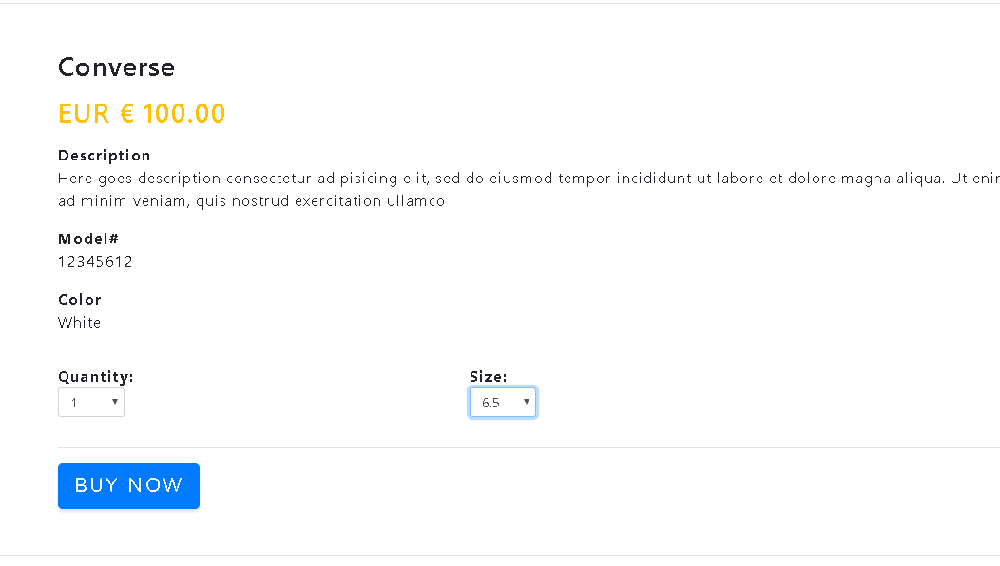 Converse
EUR € 100.00
Description
Here goes description consectetur adipisicing elit, sed do eiusmod tempor incididunt ut labore et dolore magna aliqua. Ut
ad minim veniam, quis nostrud exercitation ullamco
Model#
12345612
Color
White
Quantity: Size:
1 6.5
BUY NOW